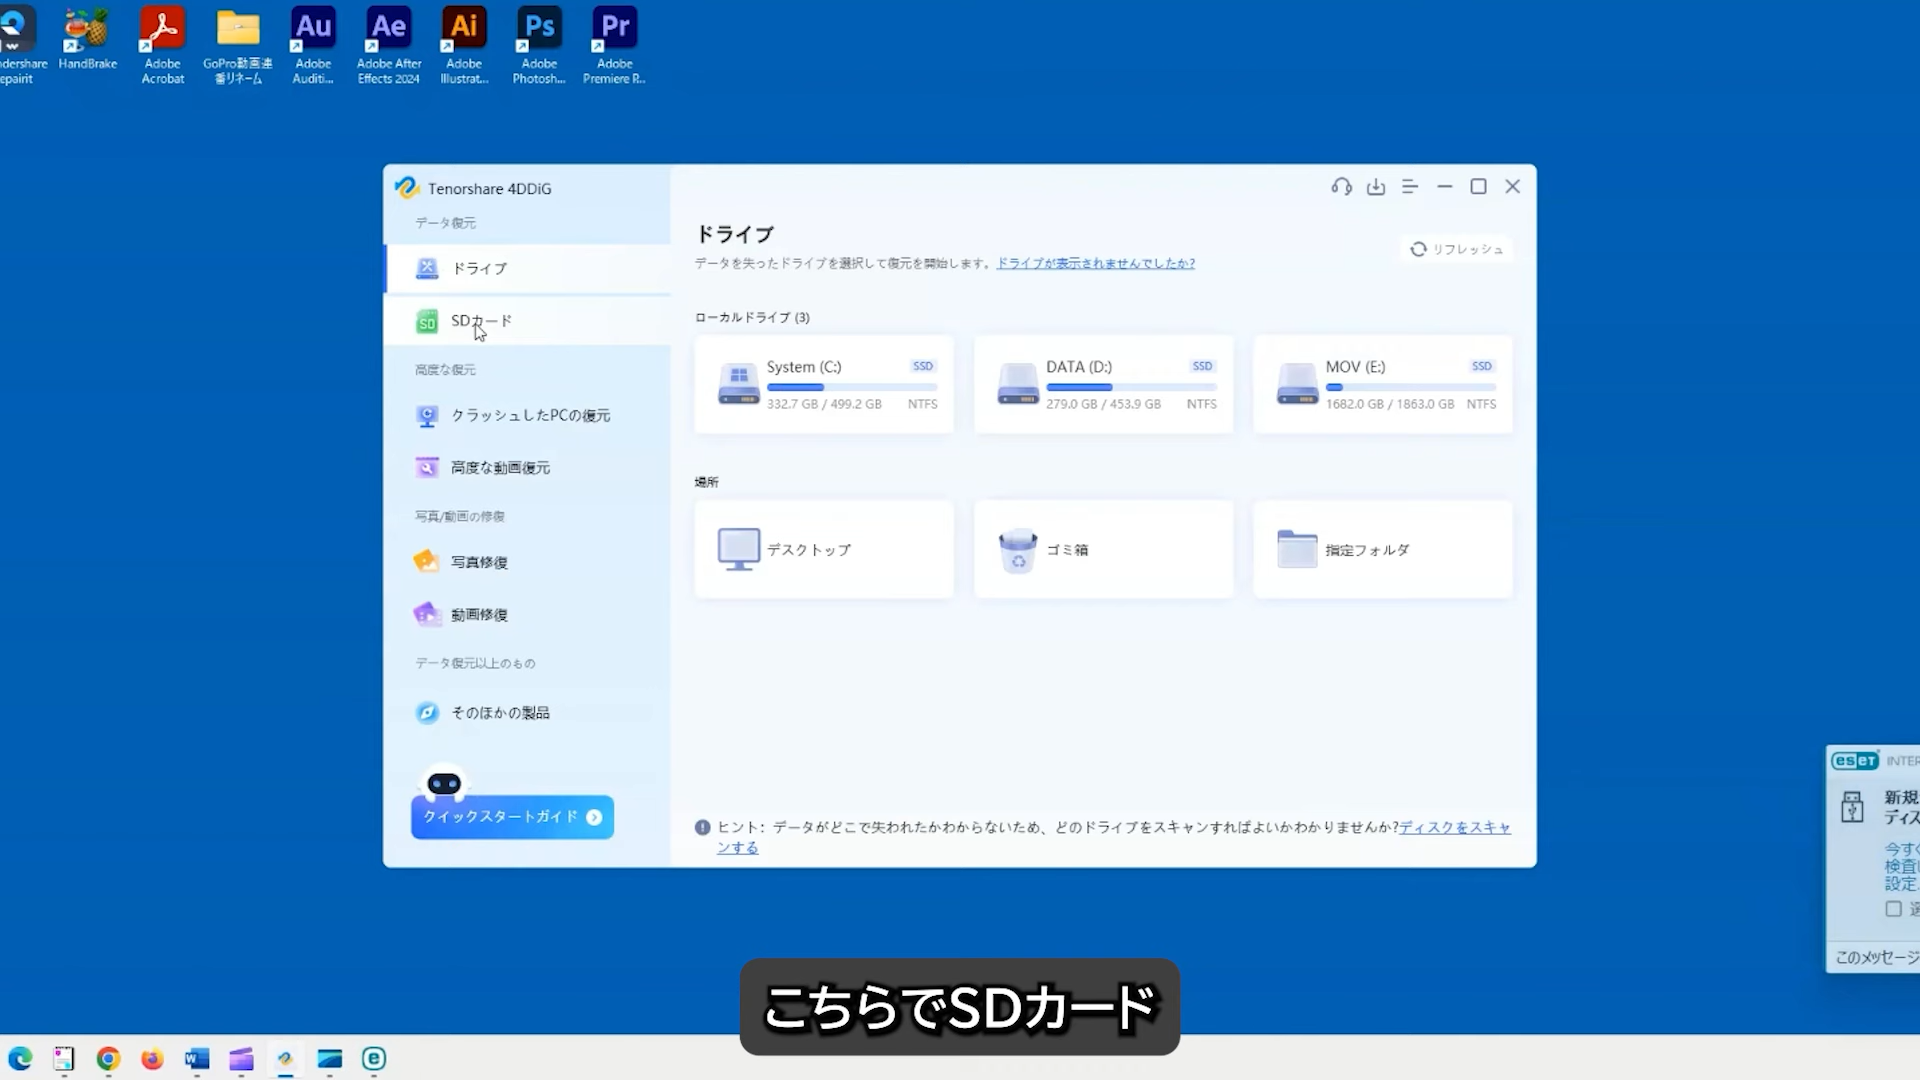 ndershare
epairit
HandBrake
Adobe
Acrobat
GoPro動画連
番リネーム
Au
Adobe
Auditi...
Ae
Adobe After
Effects 2024
Ai
Adobe
Illustrat...
Ps
Adobe
Photosh...
Pr
Adobe
Premiere R..
Tenorshare 4DDiG
データ復元
ドライブ
SD
SDカード
高度な復元
クラッシュしたPCの復元
高度な動画復元
写真/動画の修復
写真修復
動画修復
データ復元以上のもの
そのほかの製品
クイックスタートガイド
ドライブ
データを失ったドライブを選択して復元を開始します。ドライブが表示されませんでしたか?
リフレッシュ
ローカルドライブ (3)
System (C:) SSD
332.7 GB / 499.2 GB NTFS
DATA (D:) SSD
279.0 GB / 453.9 GB NTFS
MOV (E:) SSD
1682.0 GB / 1863.0 GB NTFS
場所
デスクトップ
ゴミ箱
指定フォルダ
ヒント：データがどこで失われたかわからないため、どのドライブをスキャンすればよいかわかりませんか?ディスクをスキャ
ンする
eset INTER
新規
ディス
今すぐ
検査
設定.
このメッセージ
こちらでSDカード